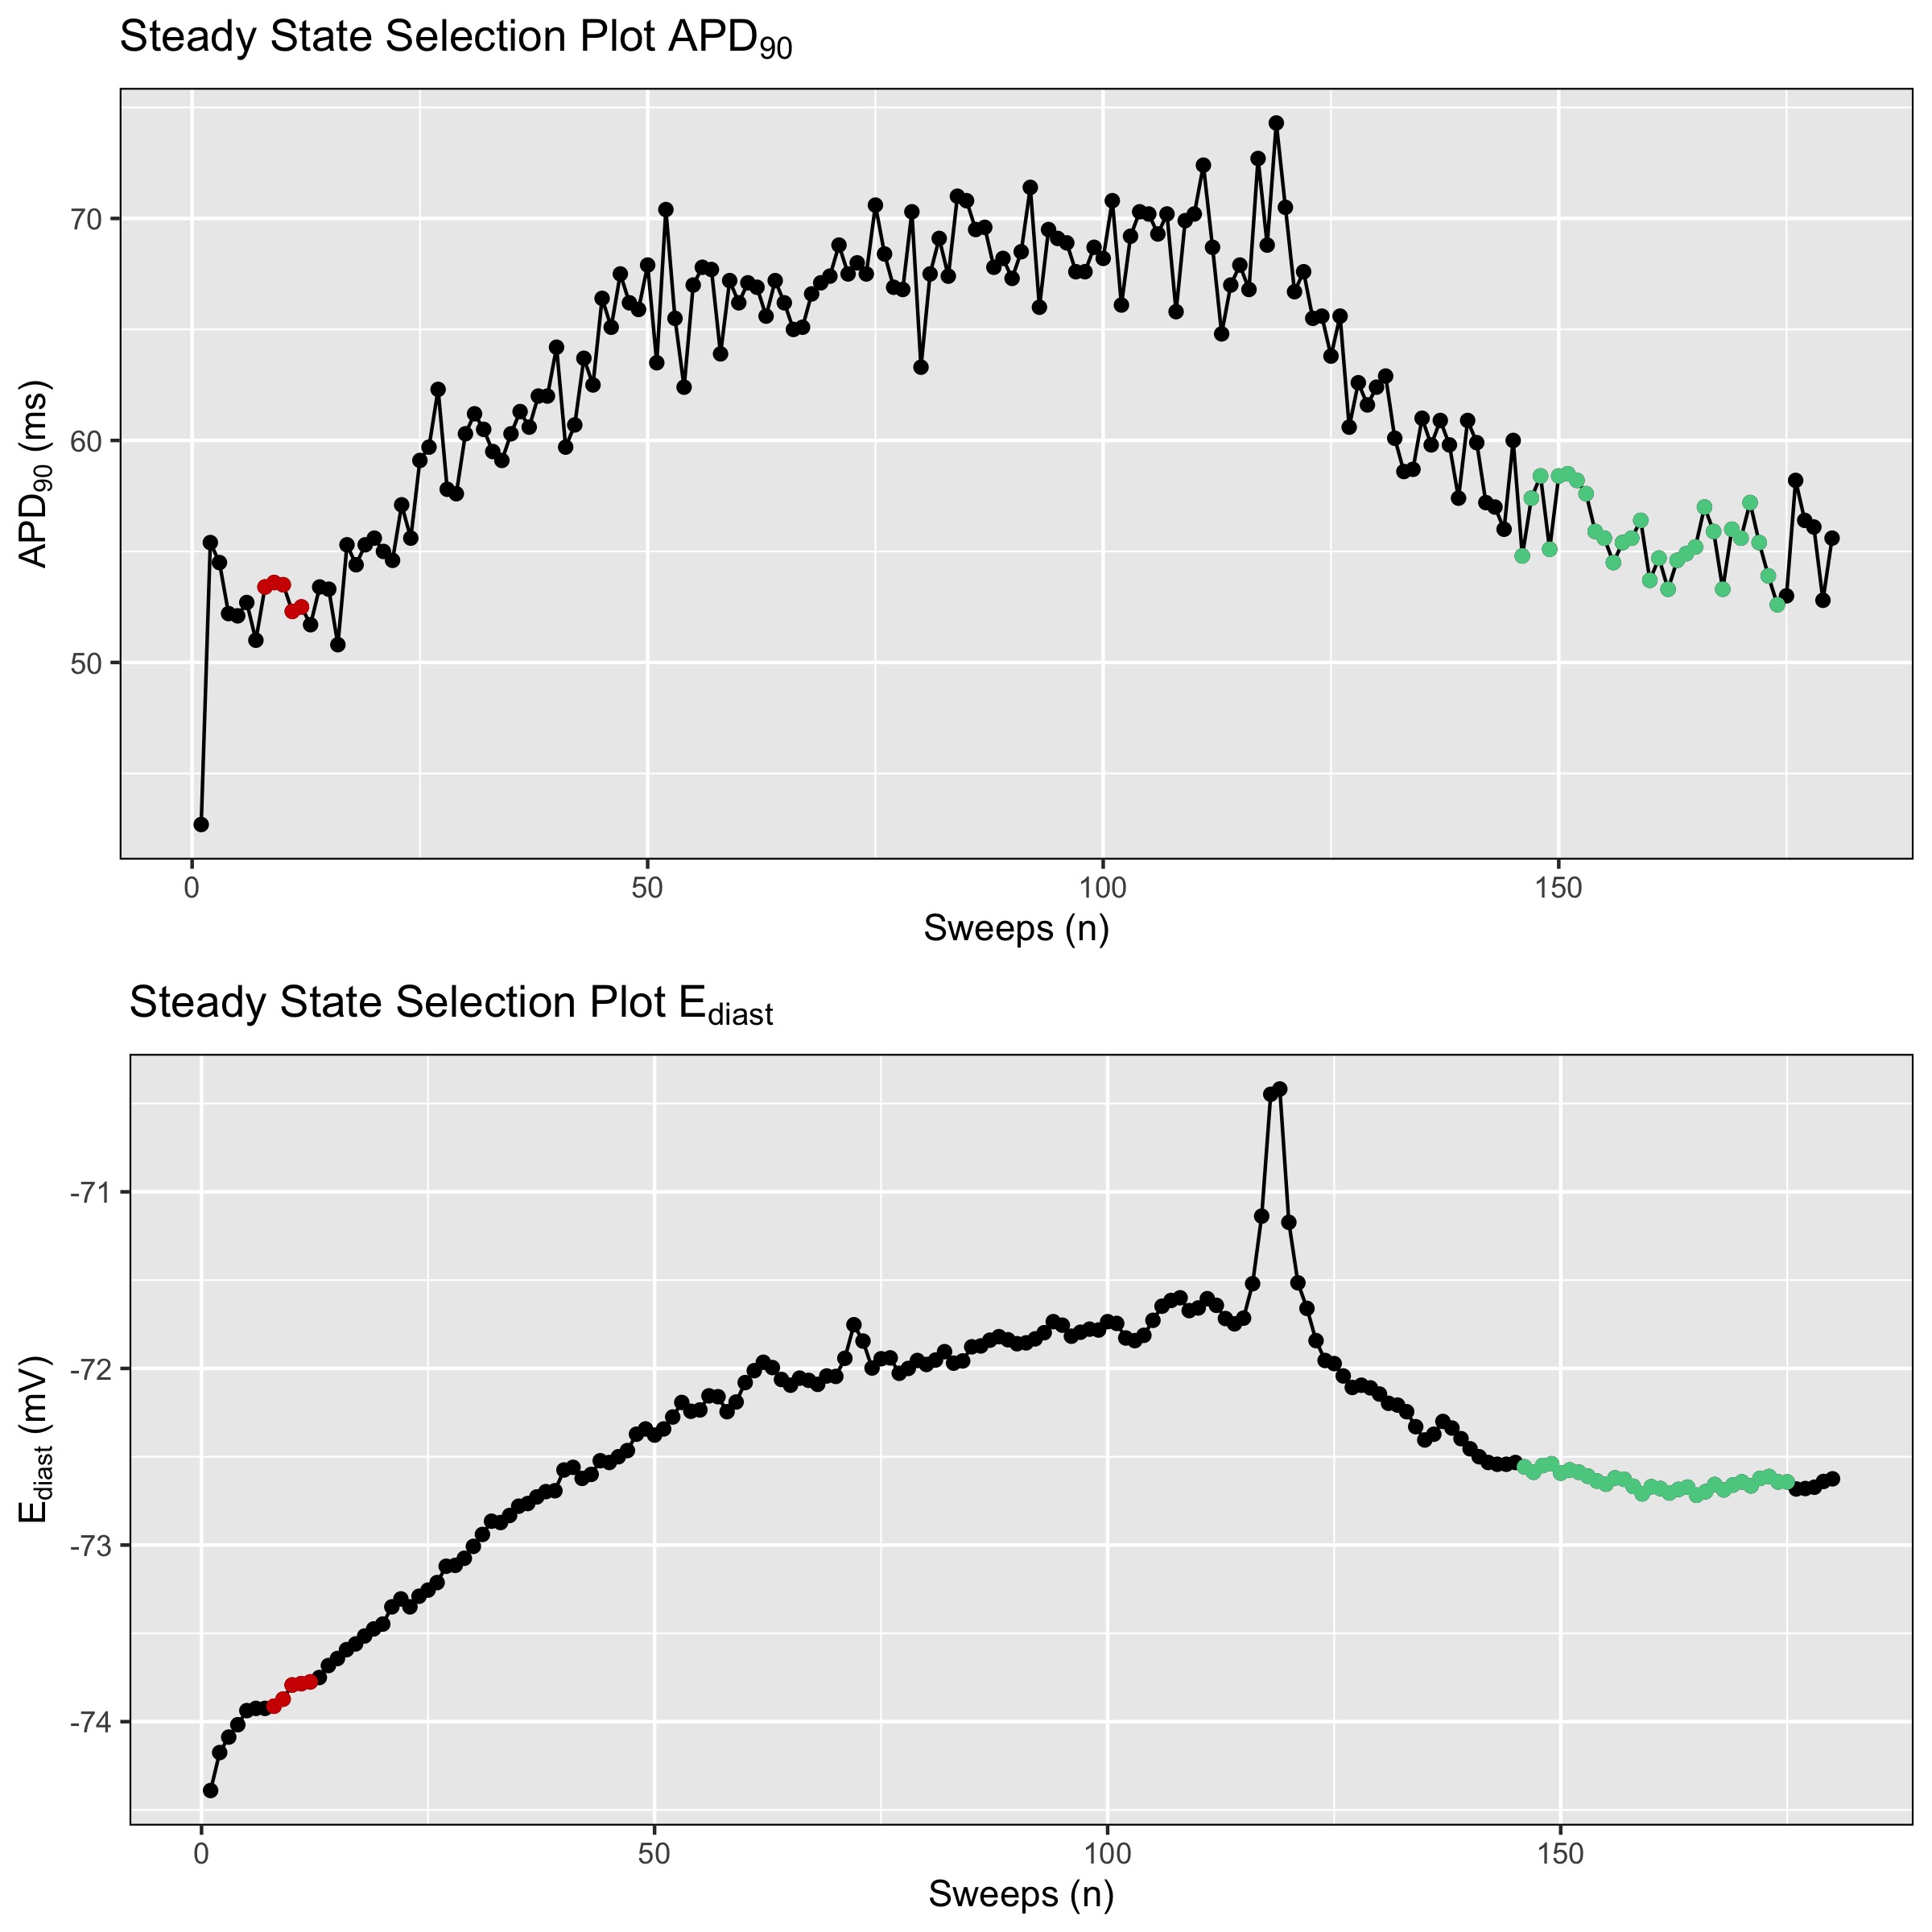 Steady State Selection Plot APD90
70
60
50
APD90 (ms)
0 50 100 150
Sweeps (n)
Steady State Selection Plot Ediast
-71
-72
-73
-74
Ediast (mV)
0 50 100 150
Sweeps (n)